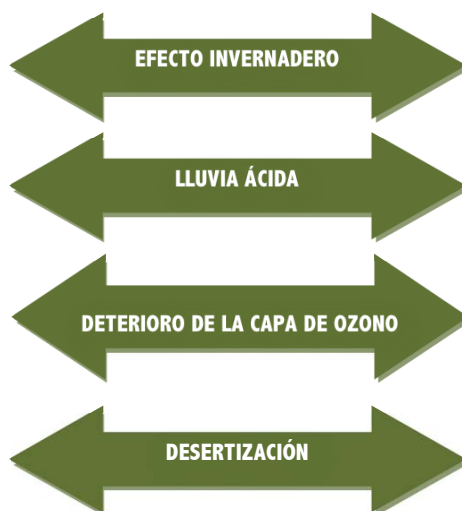 EFECTO INVERNADERO
LLUVIA ÁCIDA
DETERIORO DE LA CAPA DE OZONO
DESERTIZACIÓN